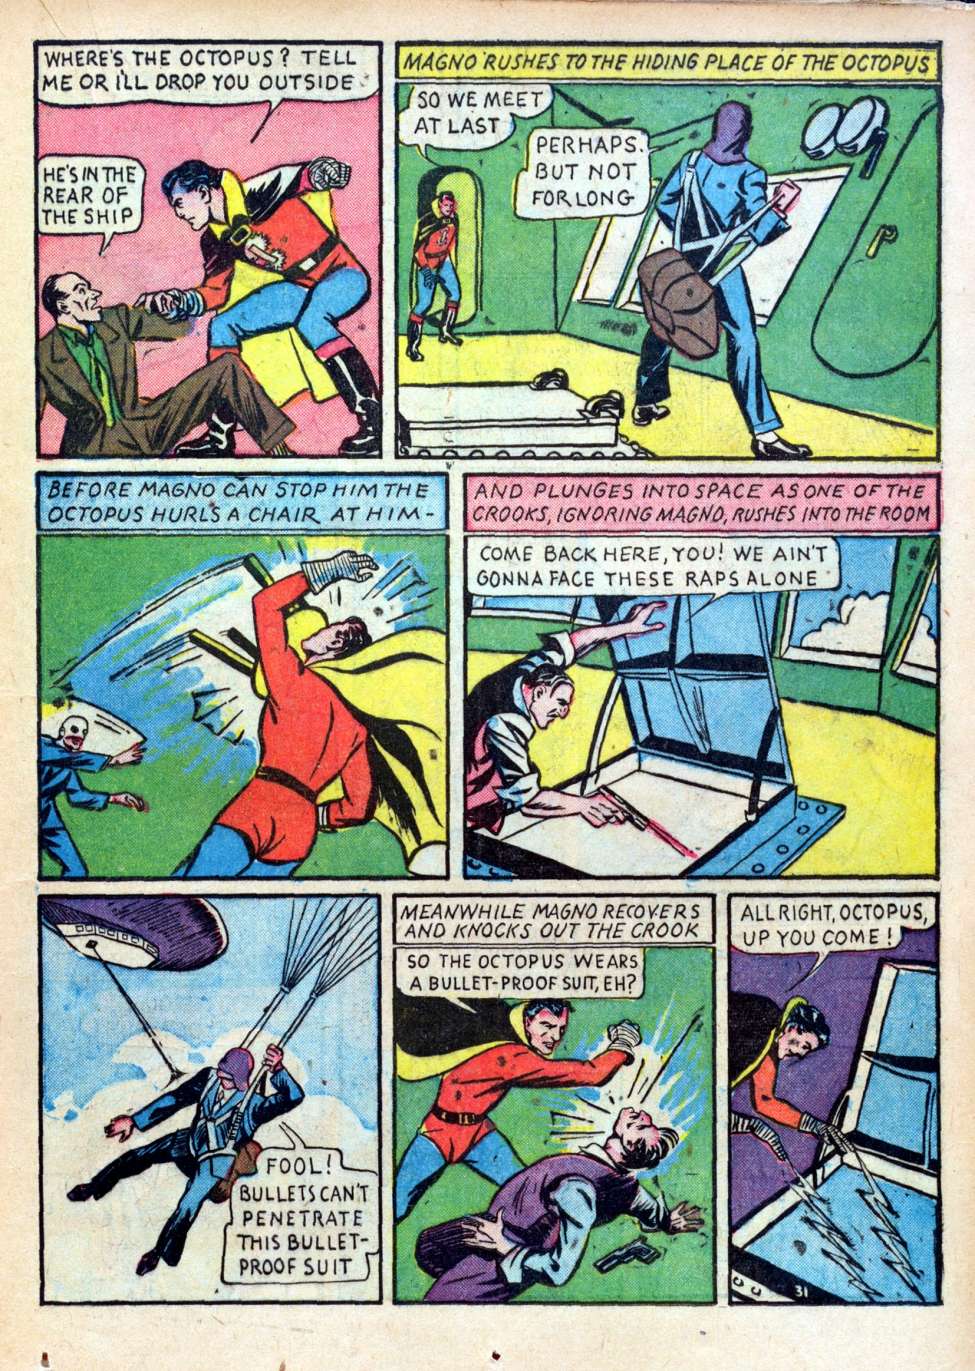 WHERE'S THE OCTOPUS? TELL
ME OR I'LL DROP YOU OUTSIDE
HE'S IN THE
REAR OF
THE SHIP
MAGNO RUSHES TO THE HIDING PLACE OF THE OCTOPUS
SO WE MEET
AT LAST
PERHAPS.
BUT NOT
FOR LONG
BEFORE MAGNO CAN STOP HIM THE
OCTOPUS HURLS A CHAIR AT HIM-
AND PLUNGES INTO SPACE AS ONE OF THE
CROOKS, IGNORING MAGNO, RUSHES INTO THE ROOM
COME BACK HERE, YOU! WE AIN'T
GONNA FACE THESE RAPS ALONE
FOOL!
BULLETS CAN'T
PENETRATE
THIS BULLET-
PROOF SUIT
MEANWHILE MAGNO RECOVERS
AND KNOCKS OUT THE CROOK
SO THE OCTOPUS WEARS
A BULLET-PROOF SUIT, EH?
ALL RIGHT, OCTOPUS,
UP YOU COME!
31